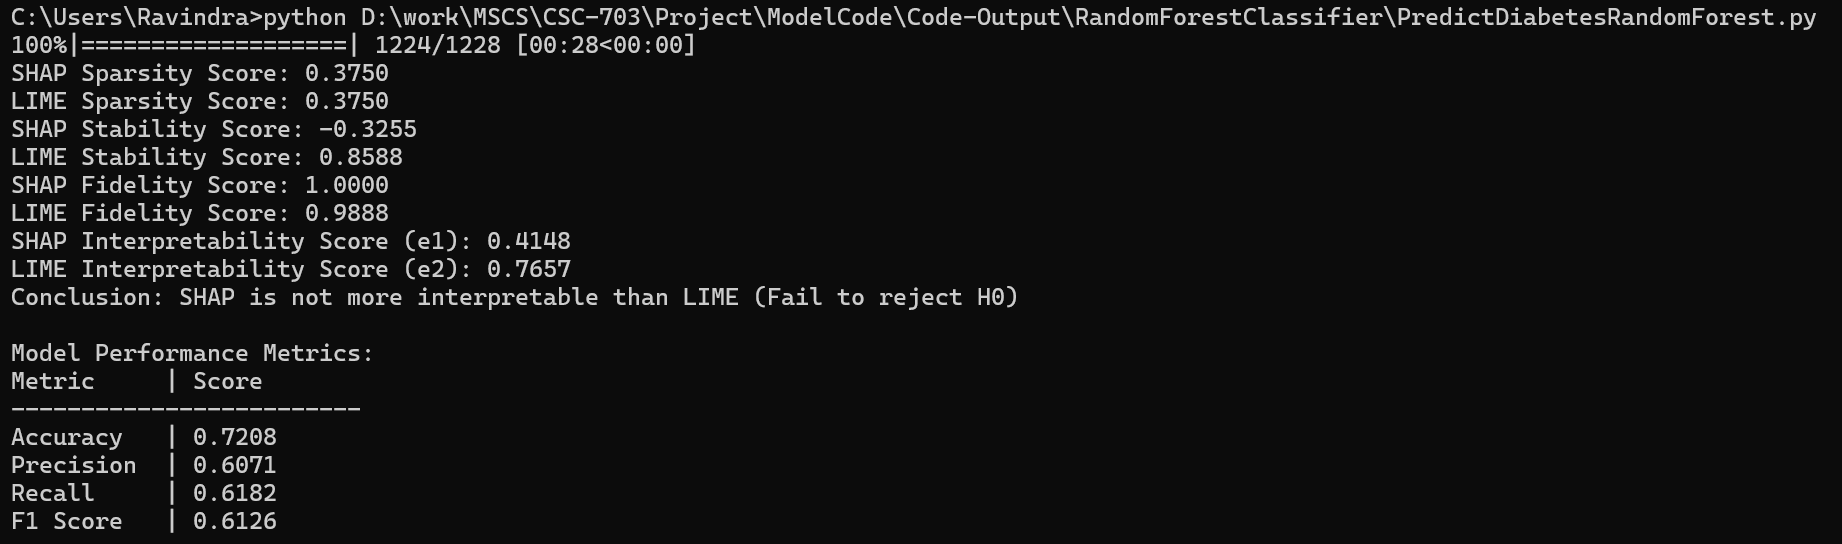 C:\Users\Ravindra>python D:\work\MSCS\CSC-703\Project\ModelCode\Code-Output\RandomForestClassifier\PredictDiabetesRandomForest.py
100%|===================| 1224/1228 [00:28<00:00]
SHAP Sparsity Score: 0.3750
LIME Sparsity Score: 0.3750
SHAP Stability Score: -0.3255
LIME Stability Score: 0.8588
SHAP Fidelity Score: 1.0000
LIME Fidelity Score: 0.9888
SHAP Interpretability Score (e1): 0.4148
LIME Interpretability Score (e2): 0.7657
Conclusion: SHAP is not more interpretable than LIME (Fail to reject H0)

Model Performance Metrics:
Metric     | Score
-------------------------
Accuracy   | 0.7208
Precision  | 0.6071
Recall     | 0.6182
F1 Score   | 0.6126